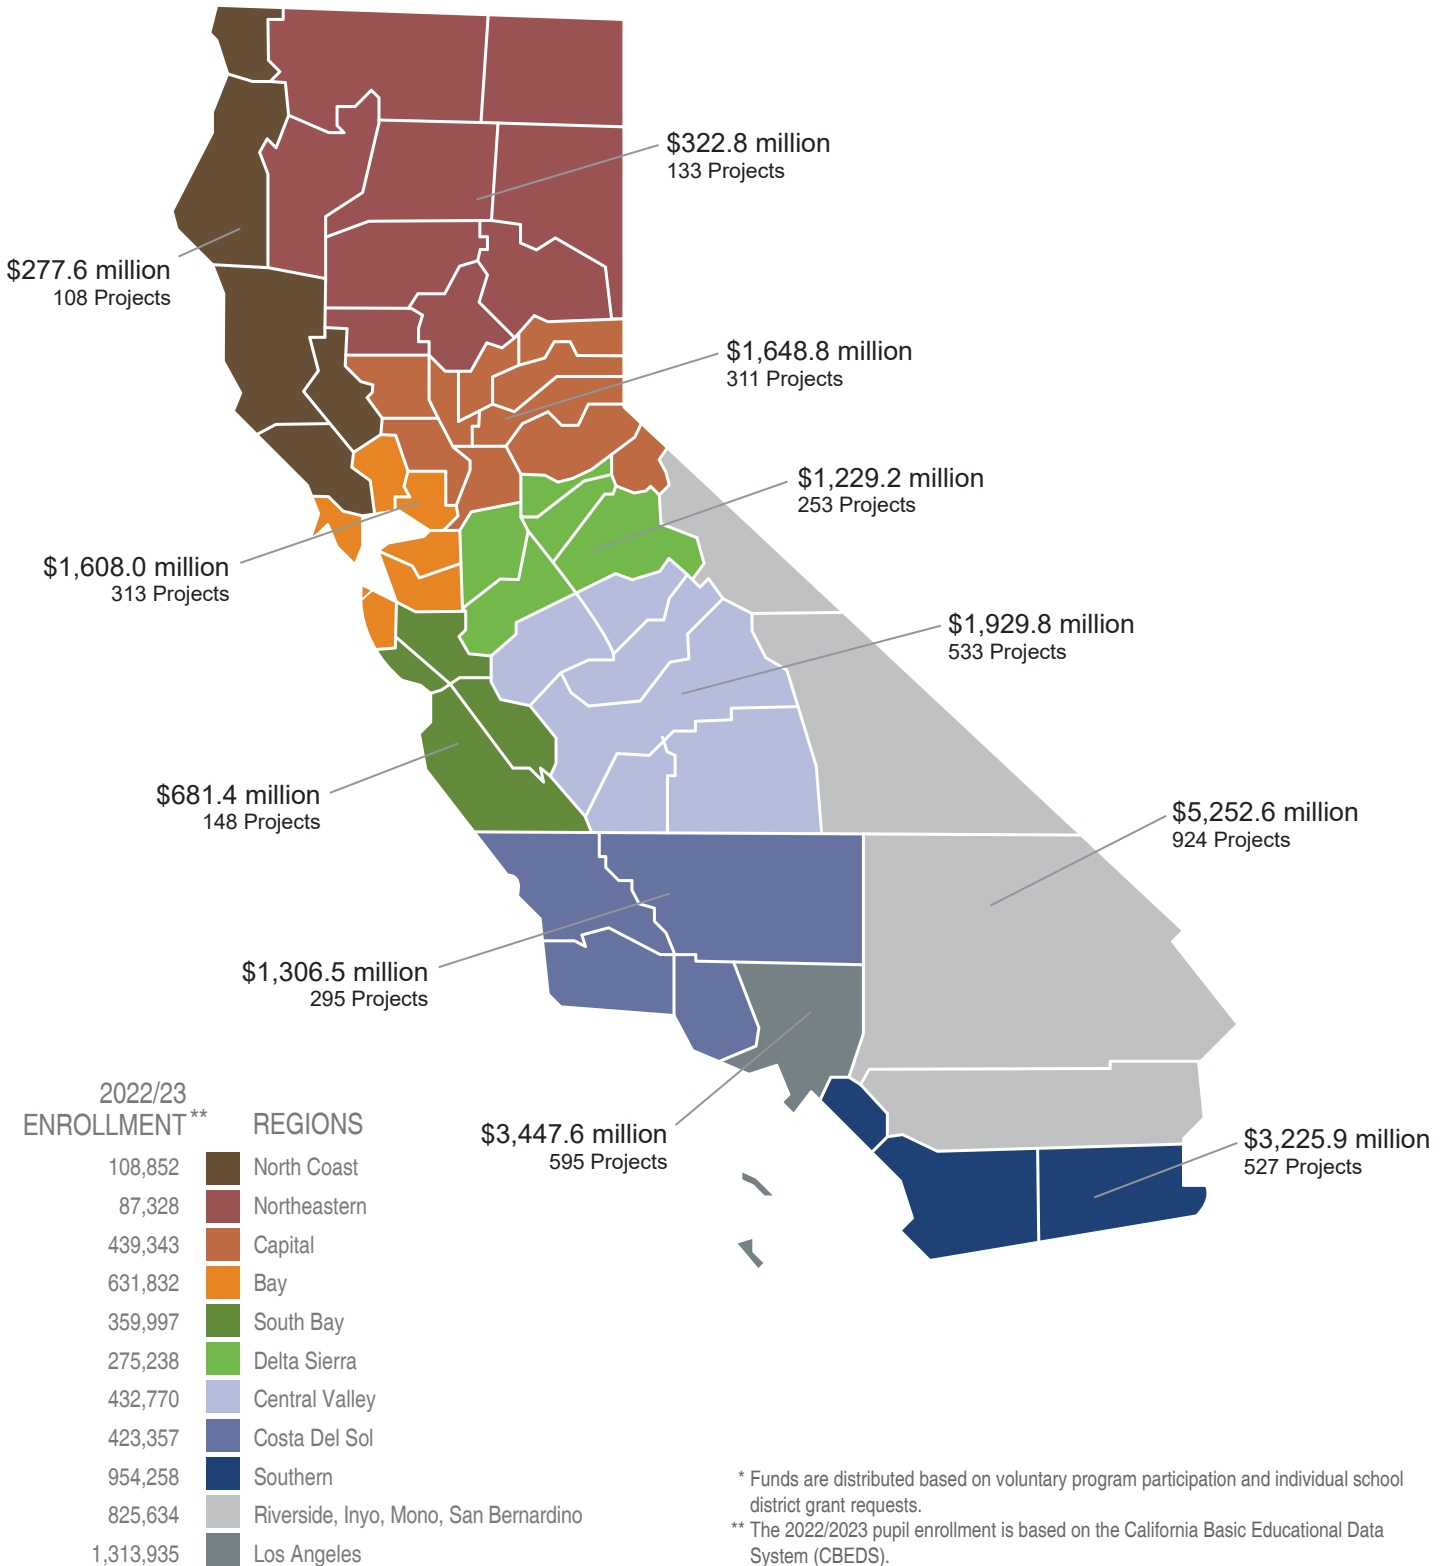 $322.8 million
133 Projects
$277.6 million
108 Projects
$1,648.8 million
311 Projects
$1,229.2 million
253 Projects
$1,608.0 million
313 Projects
$1,929.8 million
533 Projects
$681.4 million
148 Projects
$5,252.6 million
924 Projects
$1,306.5 million
295 Projects
$3,447.6 million
595 Projects
$3,225.9 million
527 Projects
2022/23
ENROLLMENT** REGIONS
108,852 North Coast
87,328 Northeastern
439,343 Capital
631,832 Bay
359,997 South Bay
275,238 Delta Sierra
432,770 Central Valley
423,357 Costa Del Sol
954,258 Southern
825,634 Riverside, Inyo, Mono, San Bernardino
1,313,935 Los Angeles
* Funds are distributed based on voluntary program participation and individual school
district grant requests.
** The 2022/2023 pupil enrollment is based on the California Basic Educational Data
System (CBEDS).